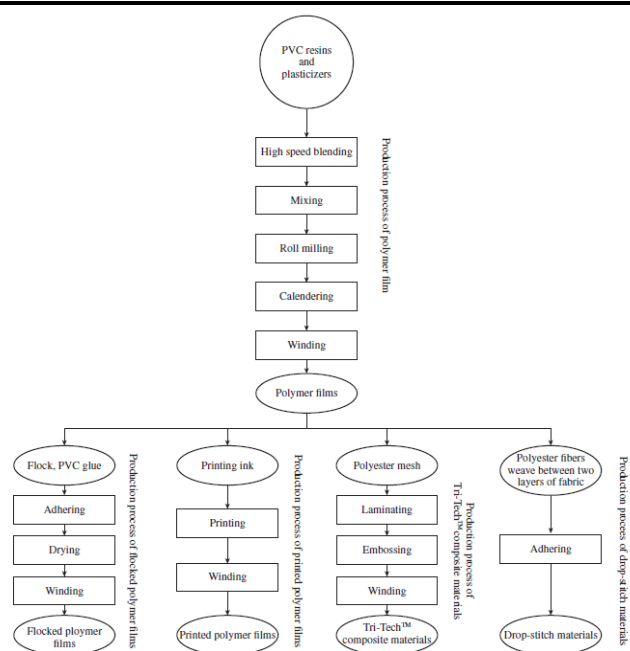 PVC resins
and
plasticizers
High speed blending
Mixing
Roll milling
Calendering
Winding
Production process of polymer film
Polymer films
Flock, PVC glue
Adhering
Drying
Winding
Flocked ploymer
films
Production process of flocked polymer films
Printing ink
Printing
Winding
Printed polymer films
Production process of printed polymer films
Polyester mesh
Laminating
Embossing
Winding
Tri-Tech™
composite materials
Production process of
Tri-Tech™ composite materials
Polyester fibers
weave between two
layers of fabric
Adhering
Drop-stitch materials
Production procees of drop-stitch materials